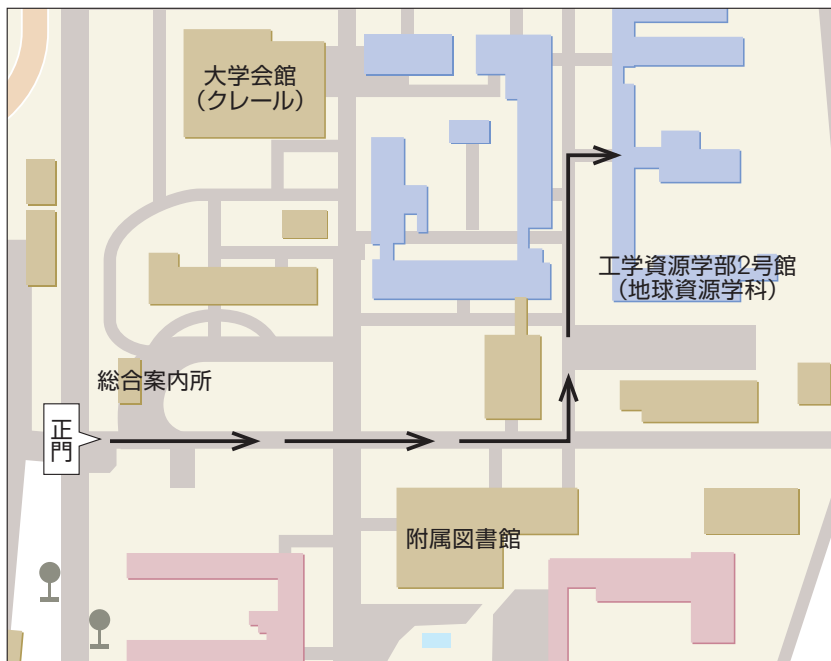 大学会館
（クレール）
工学資源学部2号館
（地球資源学科）
総合案内所
正門
附属図書館